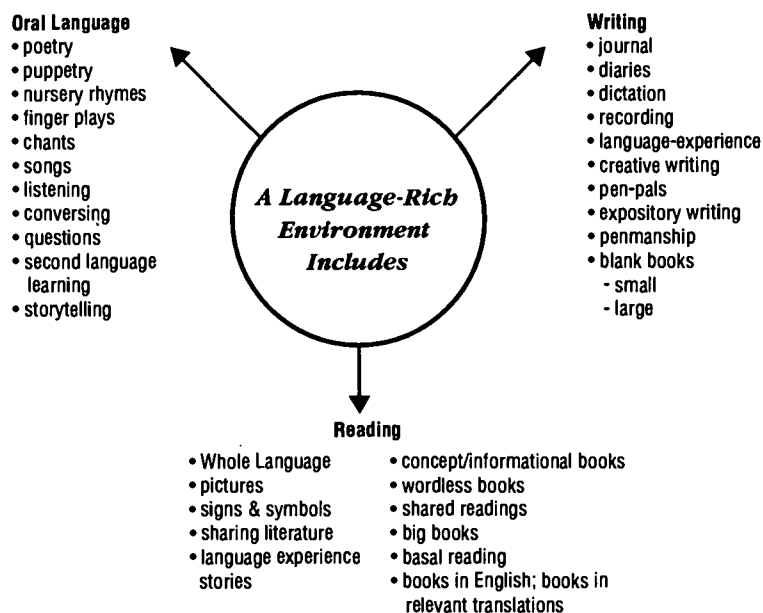 Oral Language
• poetry
• puppetry
• nursery rhymes
• finger plays
• chants
• songs
• listening
• conversing
• questions
• second language
learning
• storytelling
Writing
• journal
• diaries
• dictation
• recording
• language-experience
• creative writing
• pen-pals
• expository writing
• penmanship
• blank books
- small
- large
A Language-Rich
Environment
Includes
Reading
• Whole Language
• pictures
• signs & symbols
• sharing literature
• language experience
stories
• concept/informational books
• wordless books
• shared readings
• big books
• basal reading
• books in English; books in
relevant translations